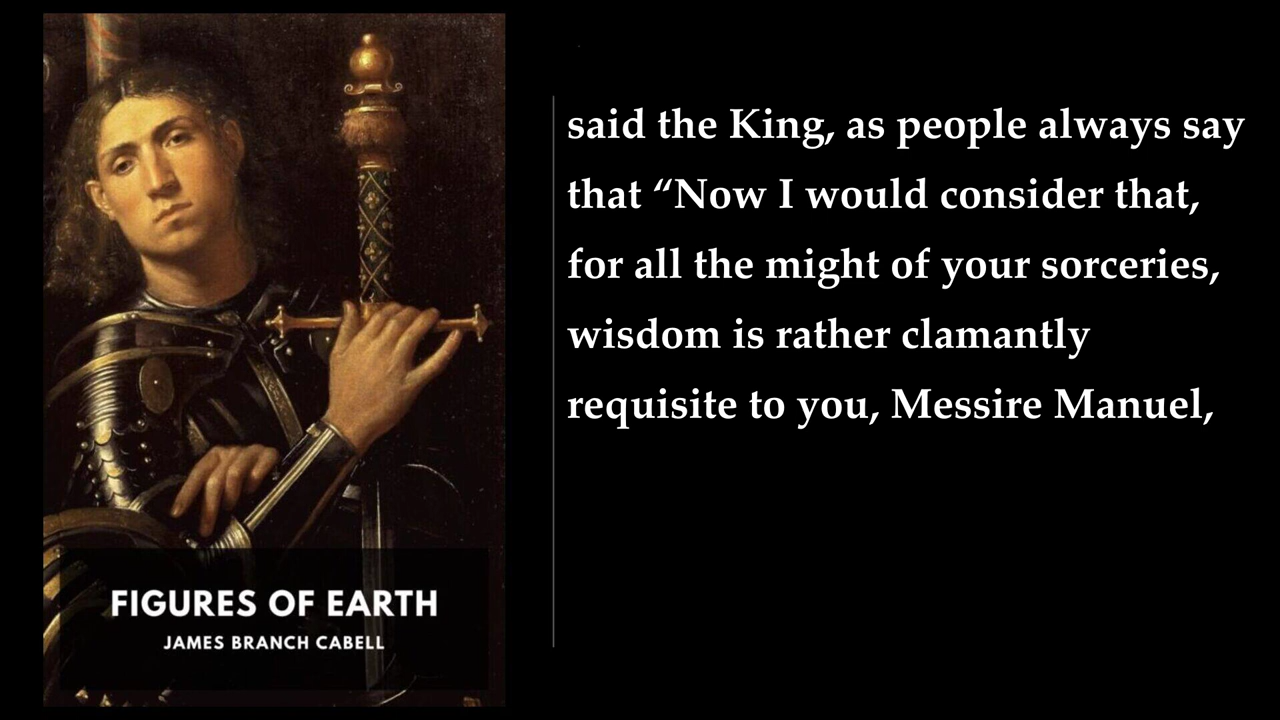 FIGURES OF EARTH
JAMES BRANCH CABELL
said the King, as people always say
that “Now I would consider that,
for all the might of your sorceries,
wisdom is rather clamantly
requisite to you, Messire Manuel,